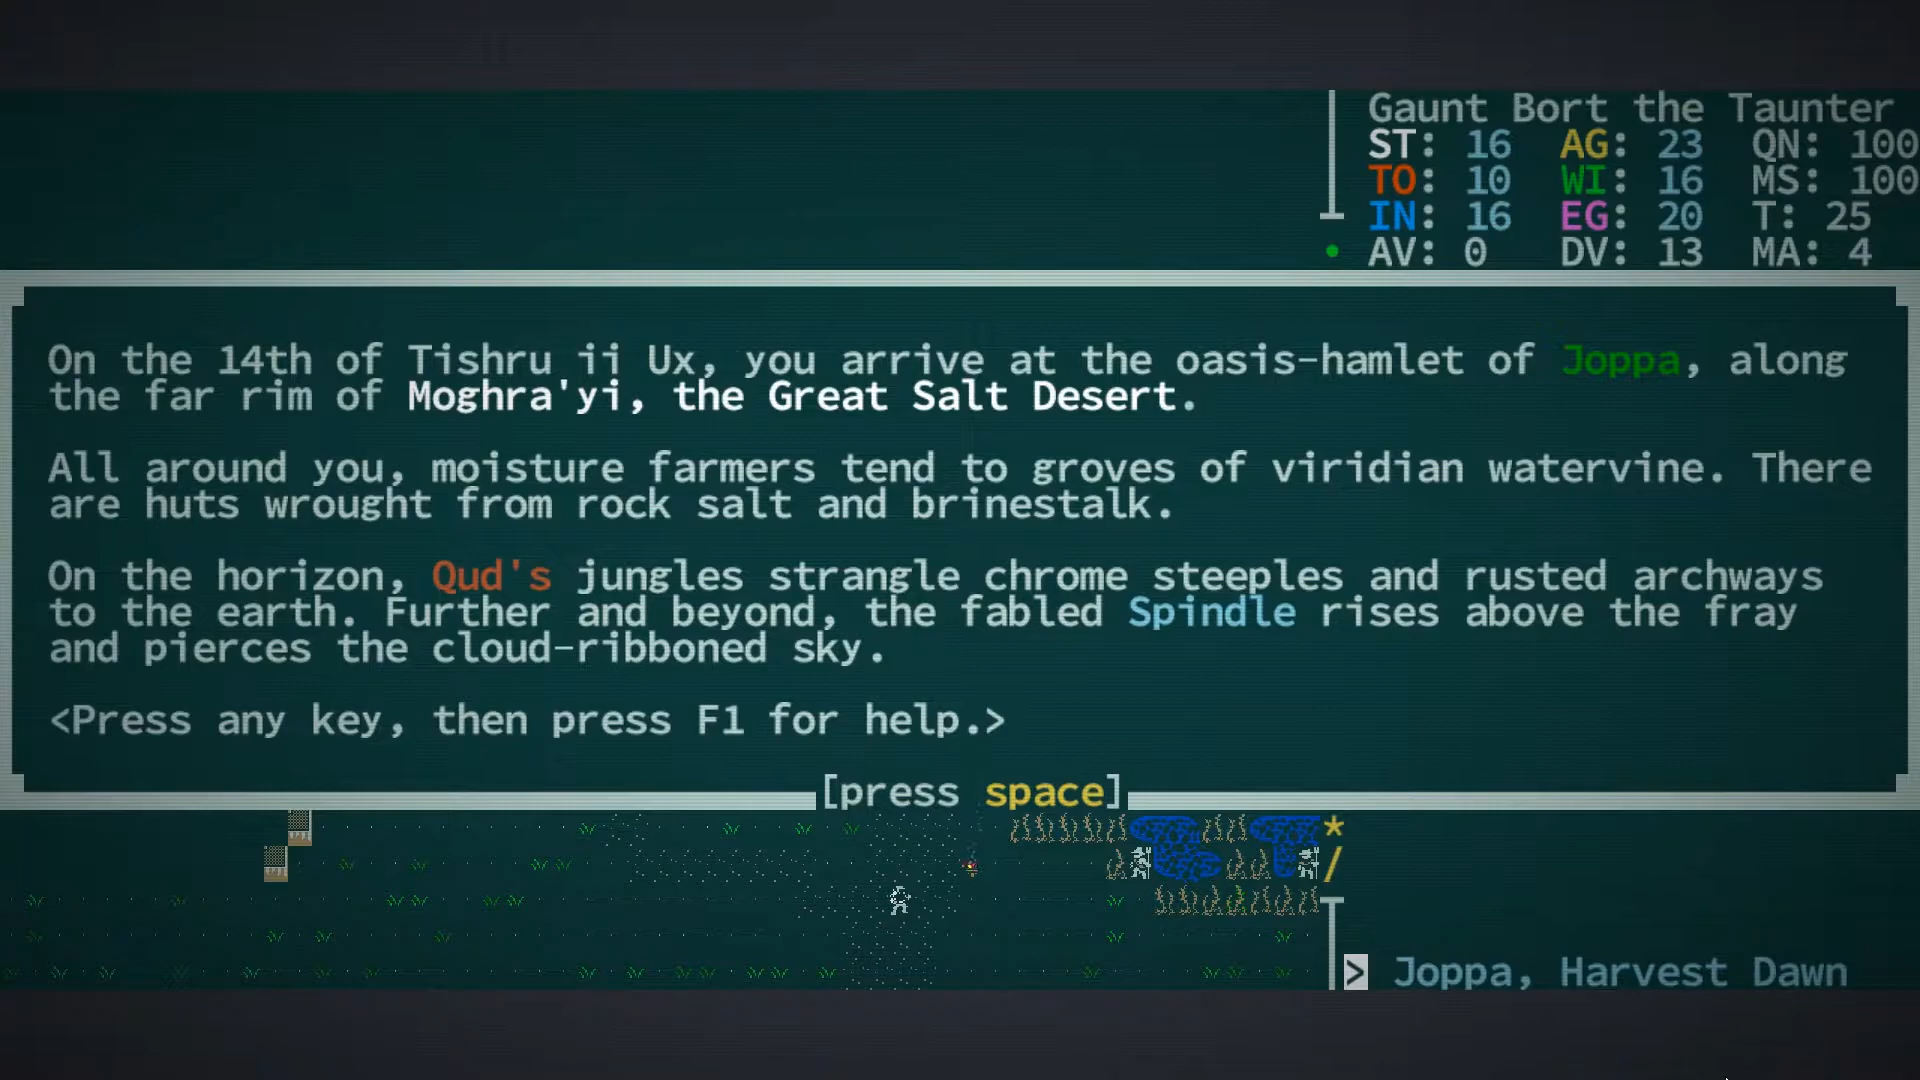 Gaunt Bort the Taunter
ST: 16 AG: 23 QN: 100
TO: 10 WI: 16 MS: 100
IN: 16 EG: 20 T: 25
AV: 0 DV: 13 MA: 4
On the 14th of Tishru ii Ux, you arrive at the oasis-hamlet of Joppa, along
the far rim of Moghra'yi, the Great Salt Desert.
All around you, moisture farmers tend to groves of viridian watervine. There
are huts wrought from rock salt and brinestalk.
On the horizon, Qud's jungles strangle chrome steeples and rusted archways
to the earth. Further and beyond, the fabled Spindle rises above the fray
and pierces the cloud-ribboned sky.
<Press any key, then press F1 for help.>
[press space]
> Joppa, Harvest Dawn